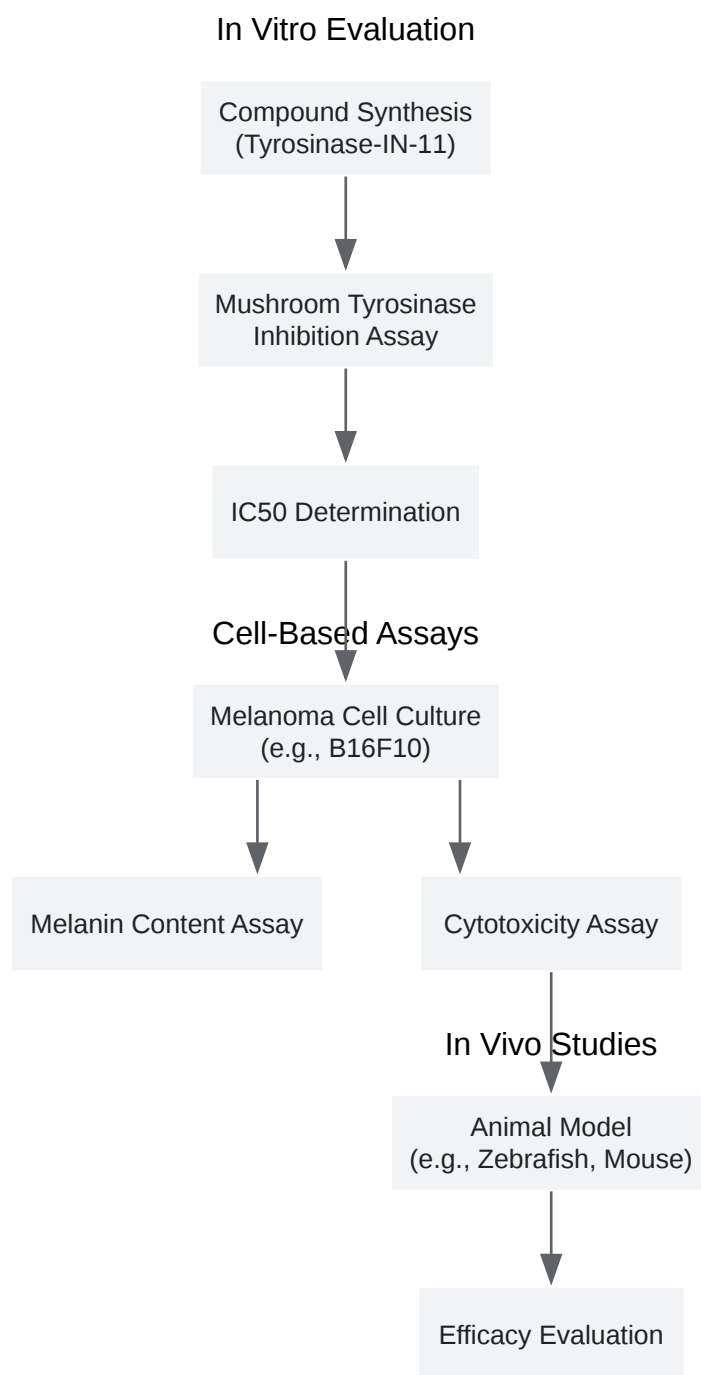 In Vitro Evaluation
Compound Synthesis
(Tyrosinase-IN-11)
Mushroom Tyrosinase
Inhibition Assay
IC50 Determination
Cell-Based Assays
Melanoma Cell Culture
(e.g., B16F10)
Melanin Content Assay
Cytotoxicity Assay
In Vivo Studies
Animal Model
(e.g., Zebrafish, Mouse)
Efficacy Evaluation